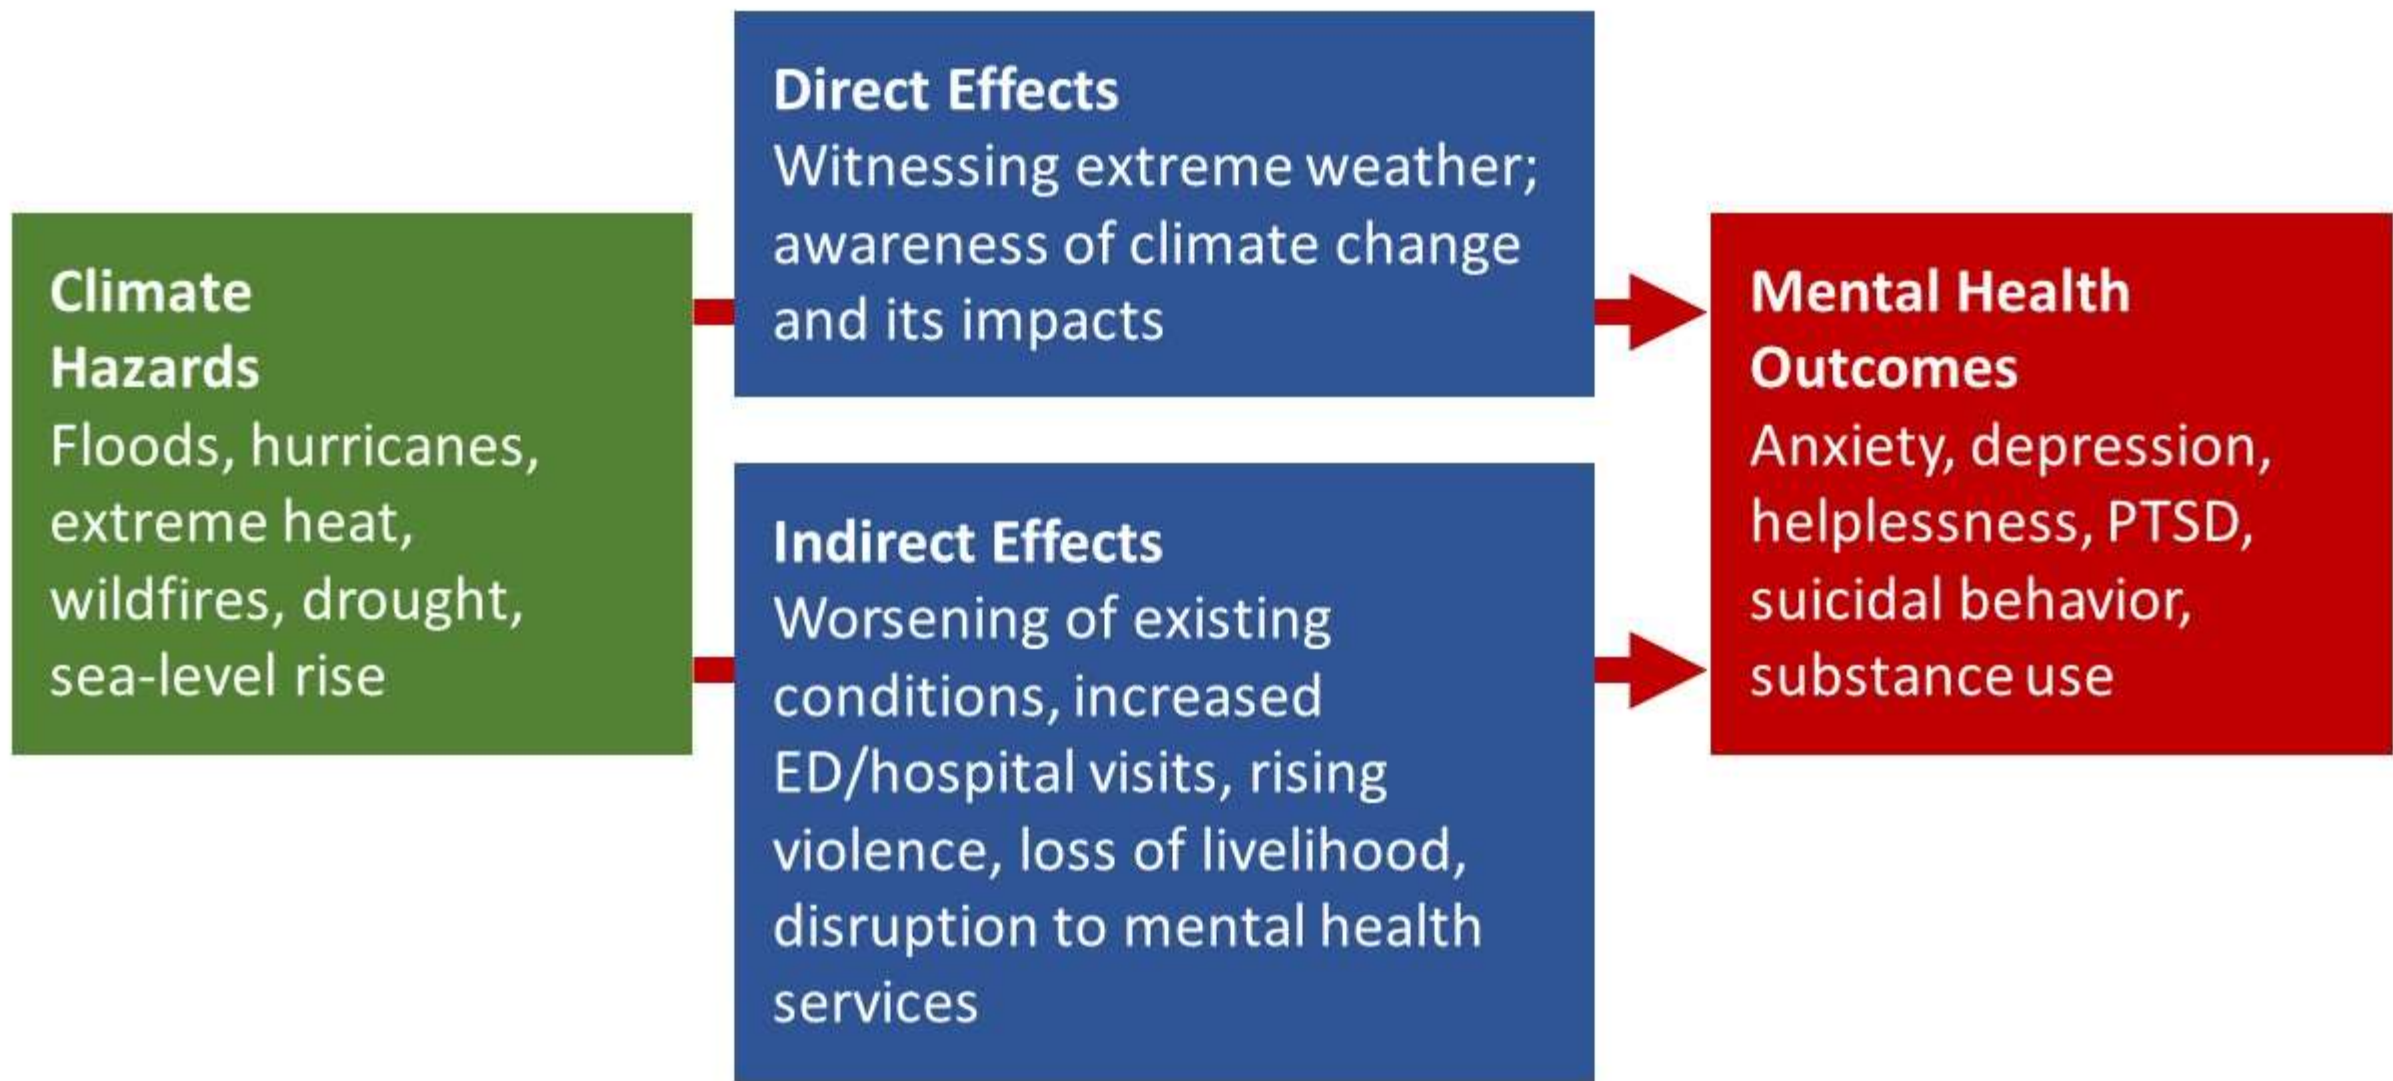 Climate
Hazards
Floods, hurricanes,
extreme heat,
wildfires, drought,
sea-level rise
Direct Effects
Witnessing extreme weather;
awareness of climate change
and its impacts
Indirect Effects
Worsening of existing
conditions, increased
ED/hospital visits, rising
violence, loss of livelihood,
disruption to mental health
services
Mental Health
Outcomes
Anxiety, depression,
helplessness, PTSD,
suicidal behavior,
substance use